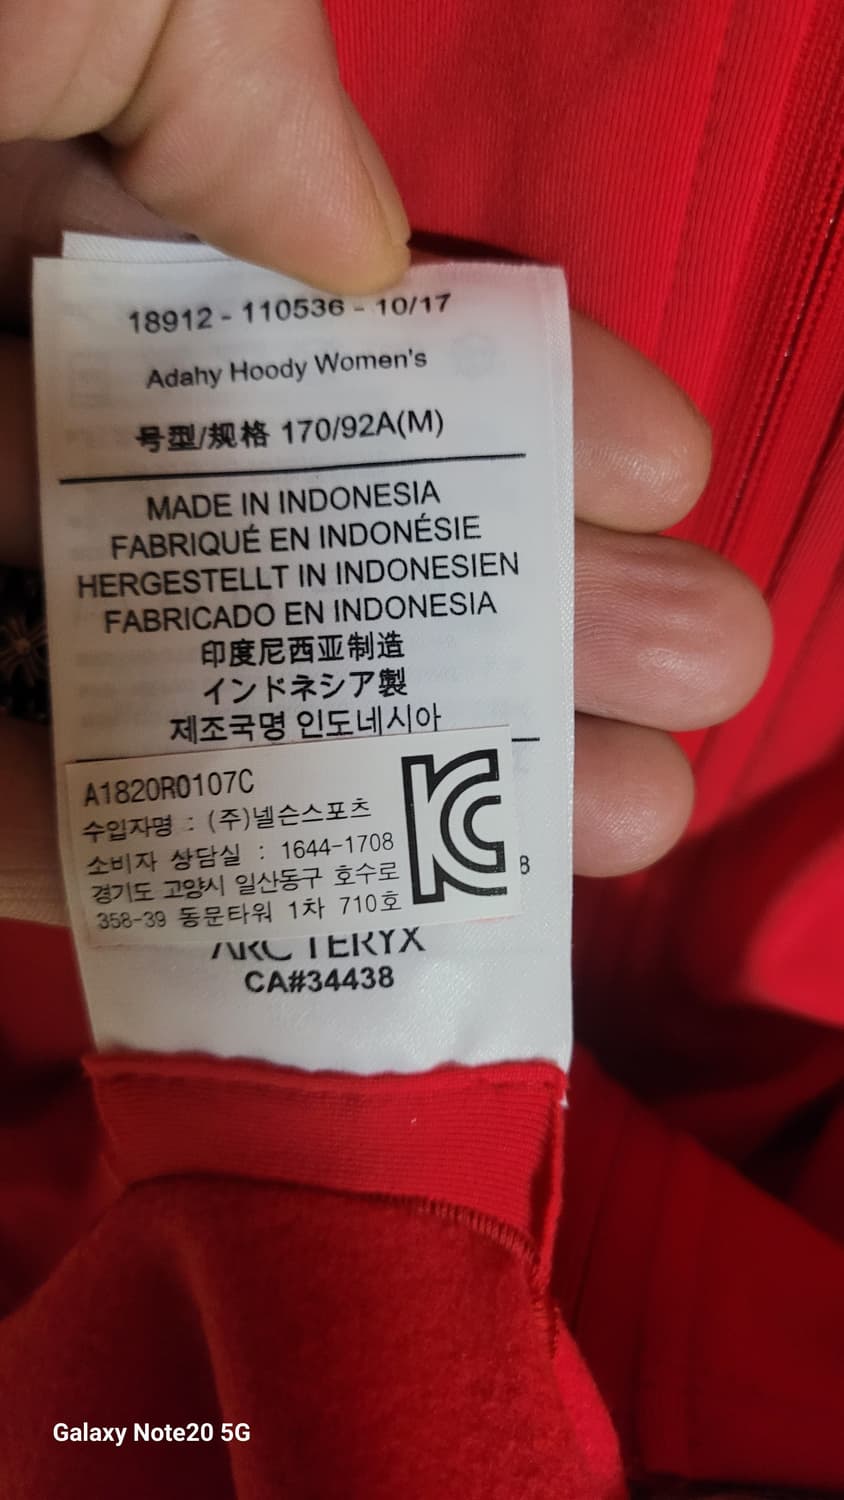 18912 - 110536 - 10/17
Adahy Hoody Women's
号型/规格 170/92A(M)
MADE IN INDONESIA
FABRIQUÉ EN INDONÉSIE
HERGESTELLT IN INDONESIEN
FABRICADO EN INDONESIA
印度尼西亚制造
インドネシア製
제조국명 인도네시아
A1820R0107C
수입자명 : (주)넬슨스포츠
소비자 상담실 : 1644-1708
경기도 고양시 일산동구 호수로
358-39 동문타워 1차 710호
KC
B
ARC'TERYX
CA#34438
Galaxy Note20 5G